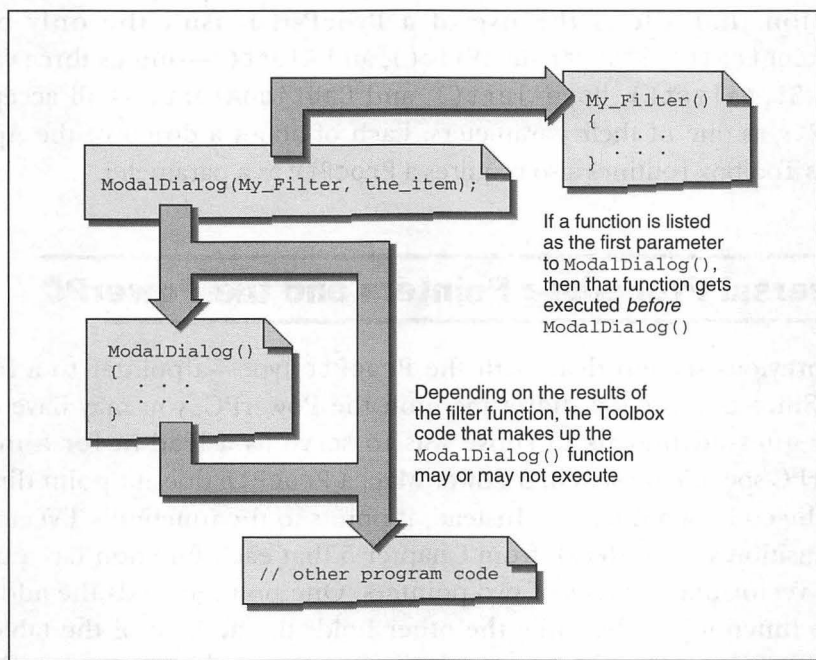 My_Filter()
{
. . .
}
ModalDialog(My_Filter, the_item);
If a function is listed
as the first parameter
to ModalDialog(),
then that function gets
executed before
ModalDialog()
ModalDialog()
{
. . .
}
Depending on the results of
the filter function, the Toolbox
code that makes up the
ModalDialog() function
may or may not execute
// other program code